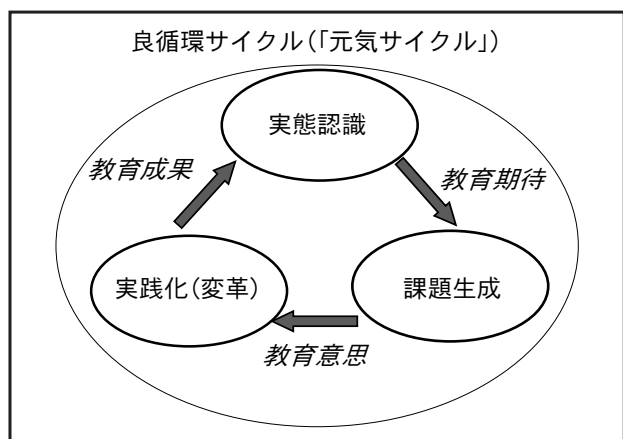 良循環サイクル(「元気サイクル」)
実態認識
教育成果
教育期待
実践化(変革)
課題生成
教育意思